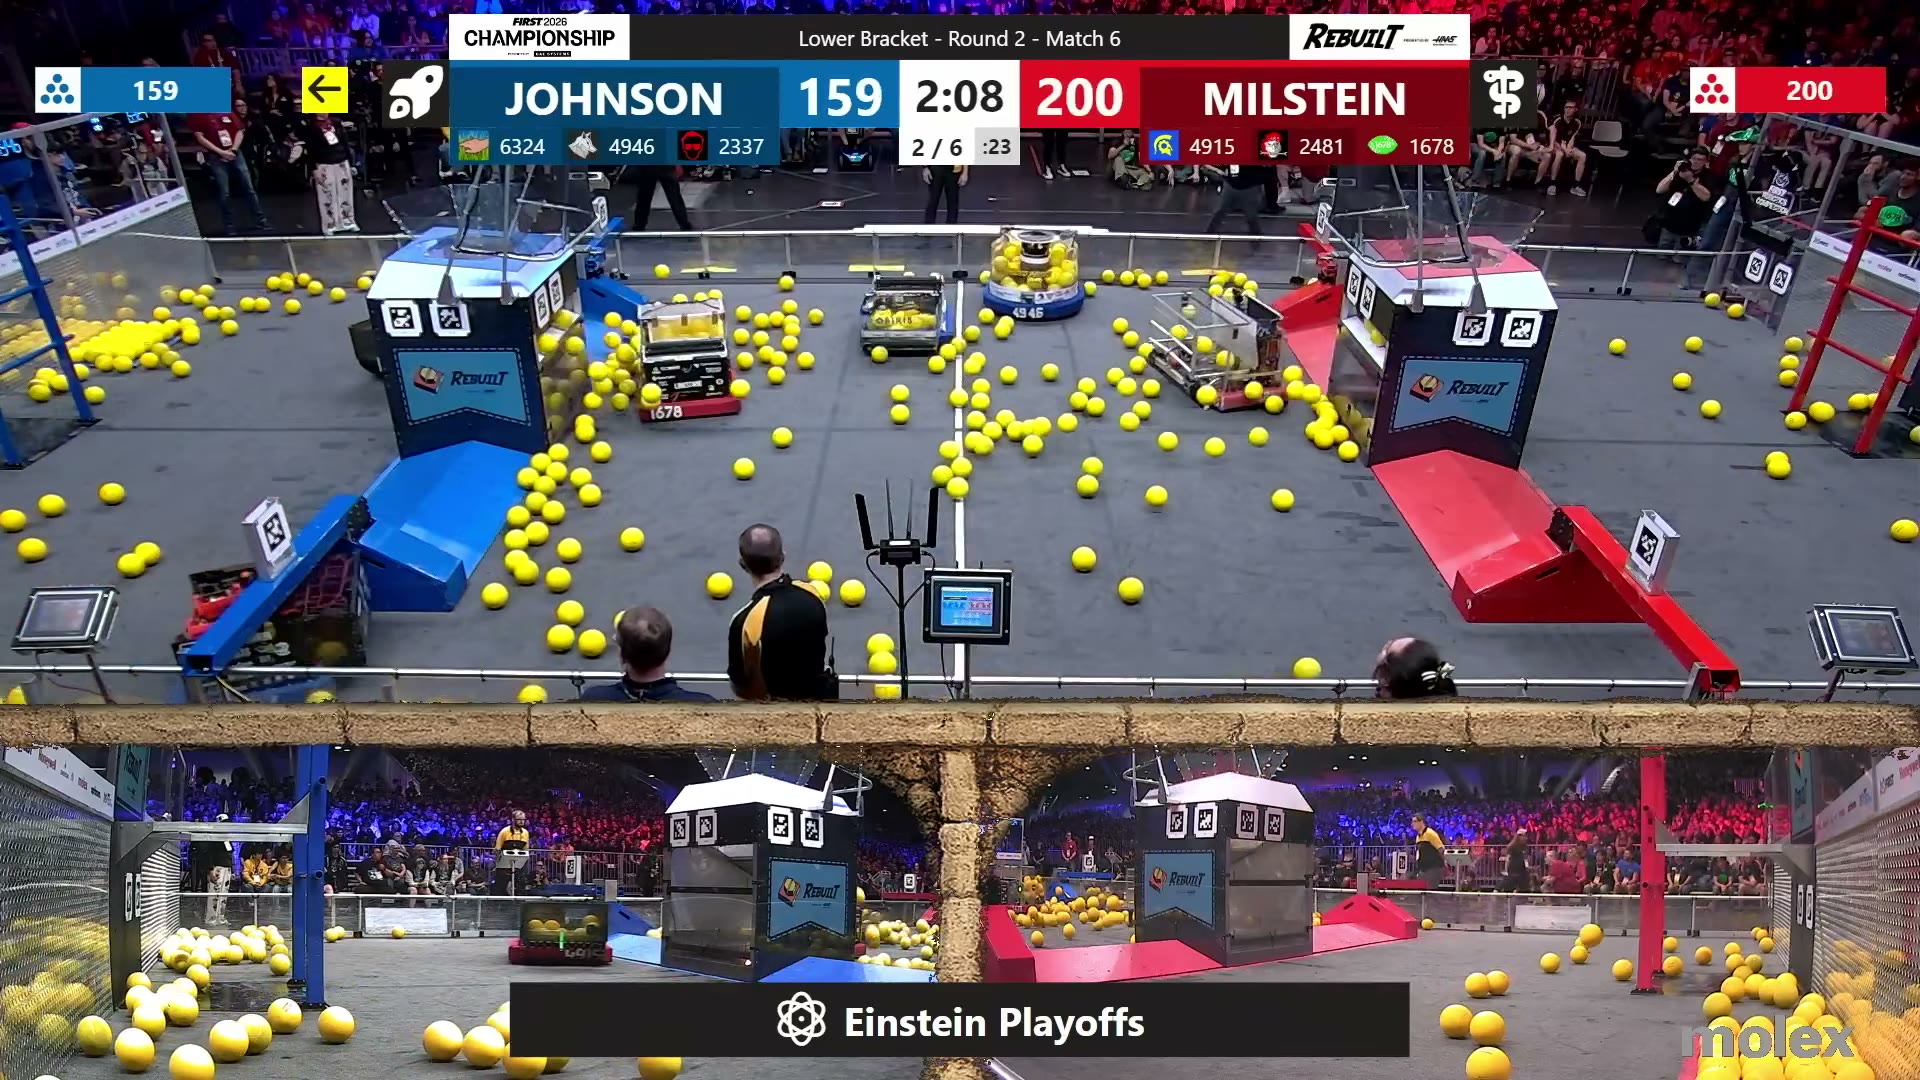 FIRST 2026
CHAMPIONSHIP
Lower Bracket - Round 2 - Match 6
REBUILT
159
JOHNSON
159
2:08
200
MILSTEIN
200
6324
4946
2337
2 / 6
:23
4915
2481
1678
4946
1678
REBUILT
REBUILT
REBUILT
REBUILT
Einstein Playoffs
molex